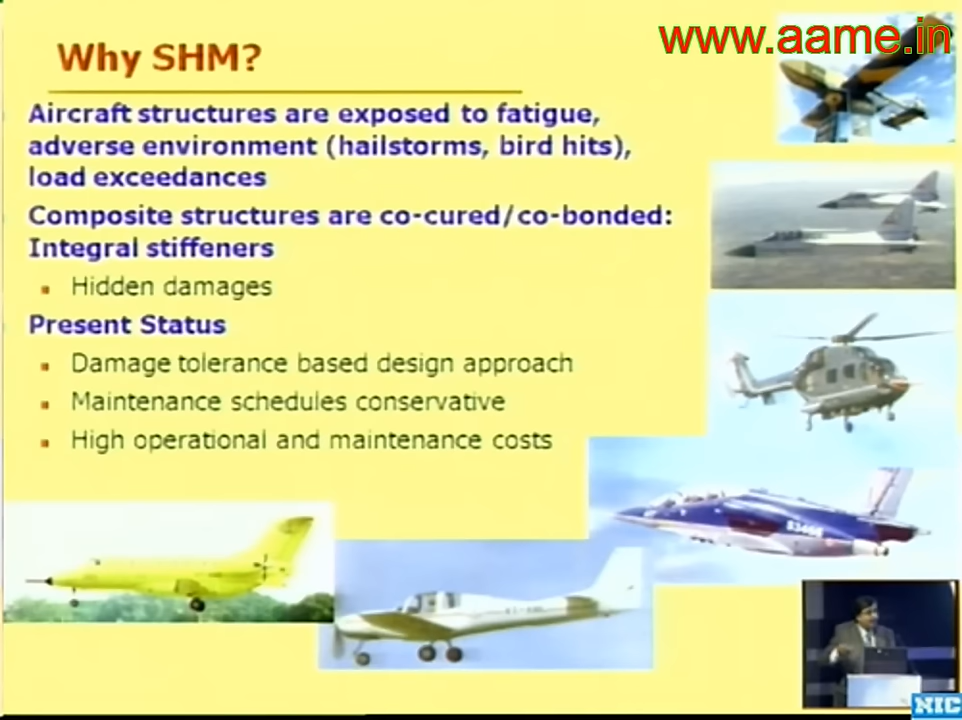 www.aame.in
Why SHM?
Aircraft structures are exposed to fatigue,
adverse environment (hailstorms, bird hits),
load exceedances
Composite structures are co-cured/co-bonded:
Integral stiffeners
Hidden damages
Present Status
Damage tolerance based design approach
Maintenance schedules conservative
High operational and maintenance costs
NIC